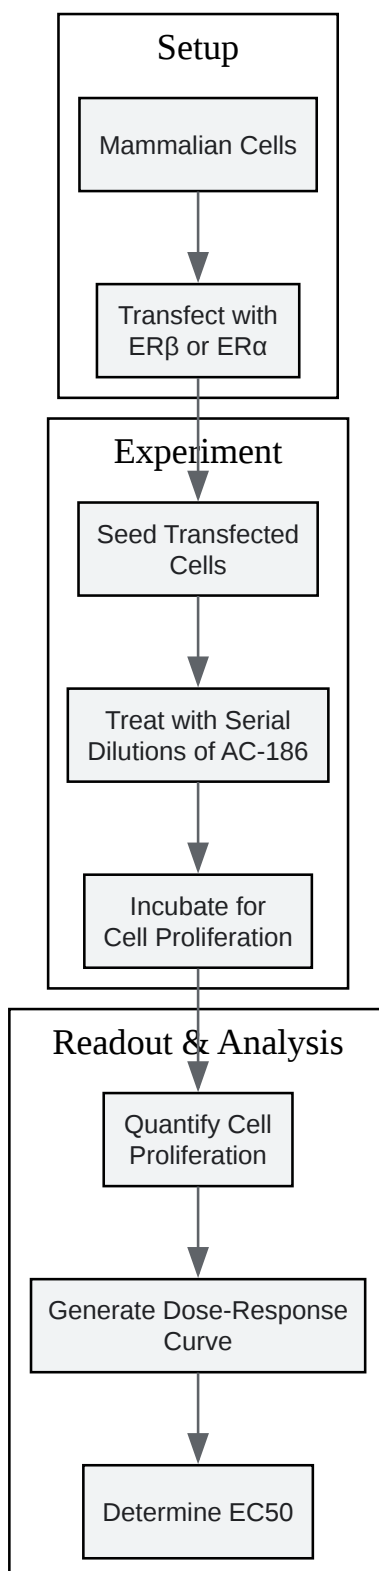 Setup
Mammalian Cells
Transfect with
ERβ or ERα
Experiment
Seed Transfected
Cells
Treat with Serial
Dilutions of AC-186
Incubate for
Cell Proliferation
Readout & Analysis
Quantify Cell
Proliferation
Generate Dose-Response
Curve
Determine EC50